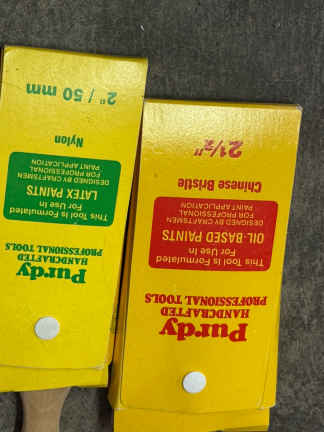 Purdy
HANDCRAFTED
PROFESSIONAL TOOLS
This Tool is Formulated
For Use In
LATEX PAINTS
DESIGNED BY CRAFTSMEN
FOR PROFESSIONAL
PAINT APPLICATION
Nylon
2" / 50 mm
Purdy
HANDCRAFTED
PROFESSIONAL TOOLS
This Tool is Formulated
For Use In
OIL-BASED PAINTS
DESIGNED BY CRAFTSMEN
FOR PROFESSIONAL
PAINT APPLICATION
Chinese Bristle
2½"